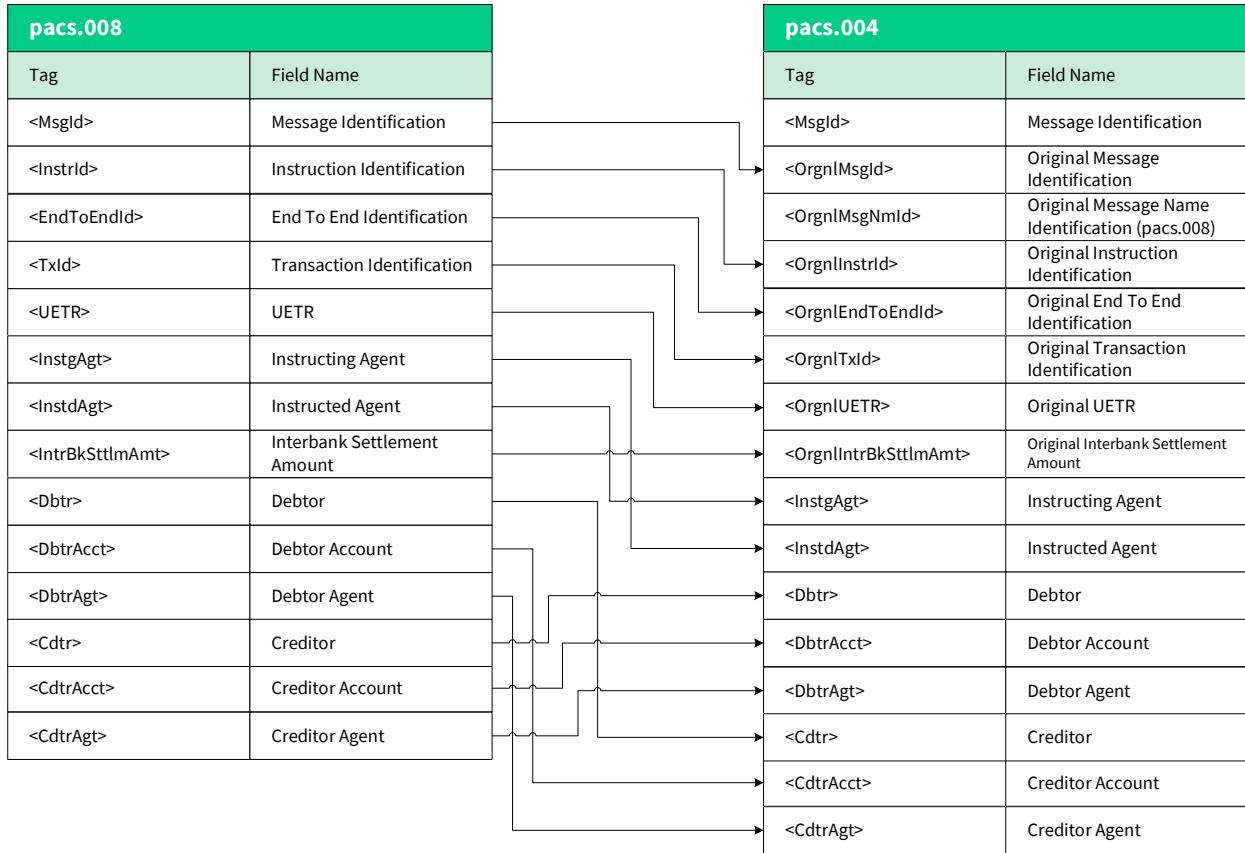 pacs.008
Tag Field Name
<MsgId> Message Identification
<InstrId> Instruction Identification
<EndToEndId> End To End Identification
<TxId> Transaction Identification
<UETR> UETR
<InstgAgt> Instructing Agent
<InstdAgt> Instructed Agent
<IntrBkSttlmAmt> Interbank Settlement
Amount
<Dbtr> Debtor
<DbtrAcct> Debtor Account
<DbtrAgt> Debtor Agent
<Cdtr> Creditor
<CdtrAcct> Creditor Account
<CdtrAgt> Creditor Agent
pacs.004
Tag Field Name
<MsgId> Message Identification
<OrgnlMsgId> Original Message
Identification
<OrgnlMsgNmId> Original Message Name
Identification (pacs.008)
<OrgnlInstrId> Original Instruction
Identification
<OrgnlEndToEndId> Original End To End
Identification
<OrgnlTxId> Original Transaction
Identification
<OrgnlUETR> Original UETR
<OrgnlIntrBkSttlmAmt> Original Interbank Settlement
Amount
<InstgAgt> Instructing Agent
<InstdAgt> Instructed Agent
<Dbtr> Debtor
<DbtrAcct> Debtor Account
<DbtrAgt> Debtor Agent
<Cdtr> Creditor
<CdtrAcct> Creditor Account
<CdtrAgt> Creditor Agent